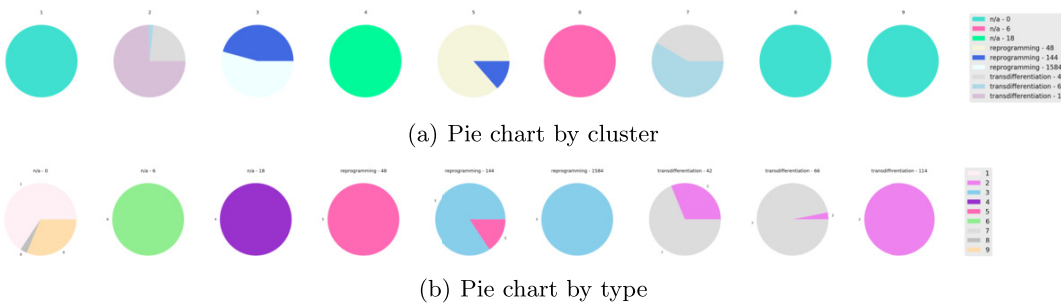 1 2 3 4 5 6 7 8 9
n/a - 0
n/a - 6
n/a - 18
reprogramming - 48
reprogramming - 144
reprogramming - 1584
transdifferentiation - 4
transdifferentiation - 6
transdifferentiation - 1
(a) Pie chart by cluster
n/a - 0 n/a - 6 n/a - 18 reprogramming - 48 reprogramming - 144 reprogramming - 1584 transdifferentiation - 42 transdifferentiation - 66 transdifferentiation - 114
1
2
3
4
5
6
7
8
9
(b) Pie chart by type